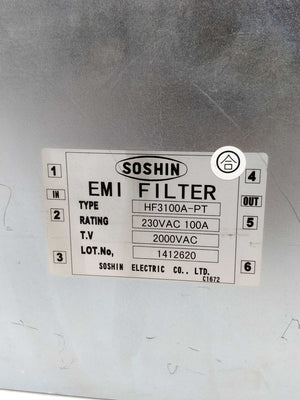 SOSHIN
合
EMI FILTER
1 4
IN OUT
2 5
3 6
TYPE HF3100A-PT
RATING 230VAC 100A
T.V 2000VAC
LOT.No, 1412620
SOSHIN ELECTRIC CO., LTD.
C1672